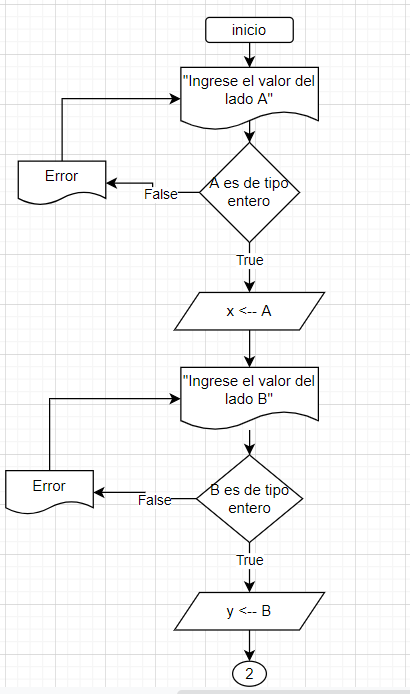 inicio
"Ingrese el valor del
lado A"
Error
A es de tipo
entero
False
True
x <-- A
"Ingrese el valor del
lado B"
Error
B es de tipo
entero
False
True
y <-- B
2